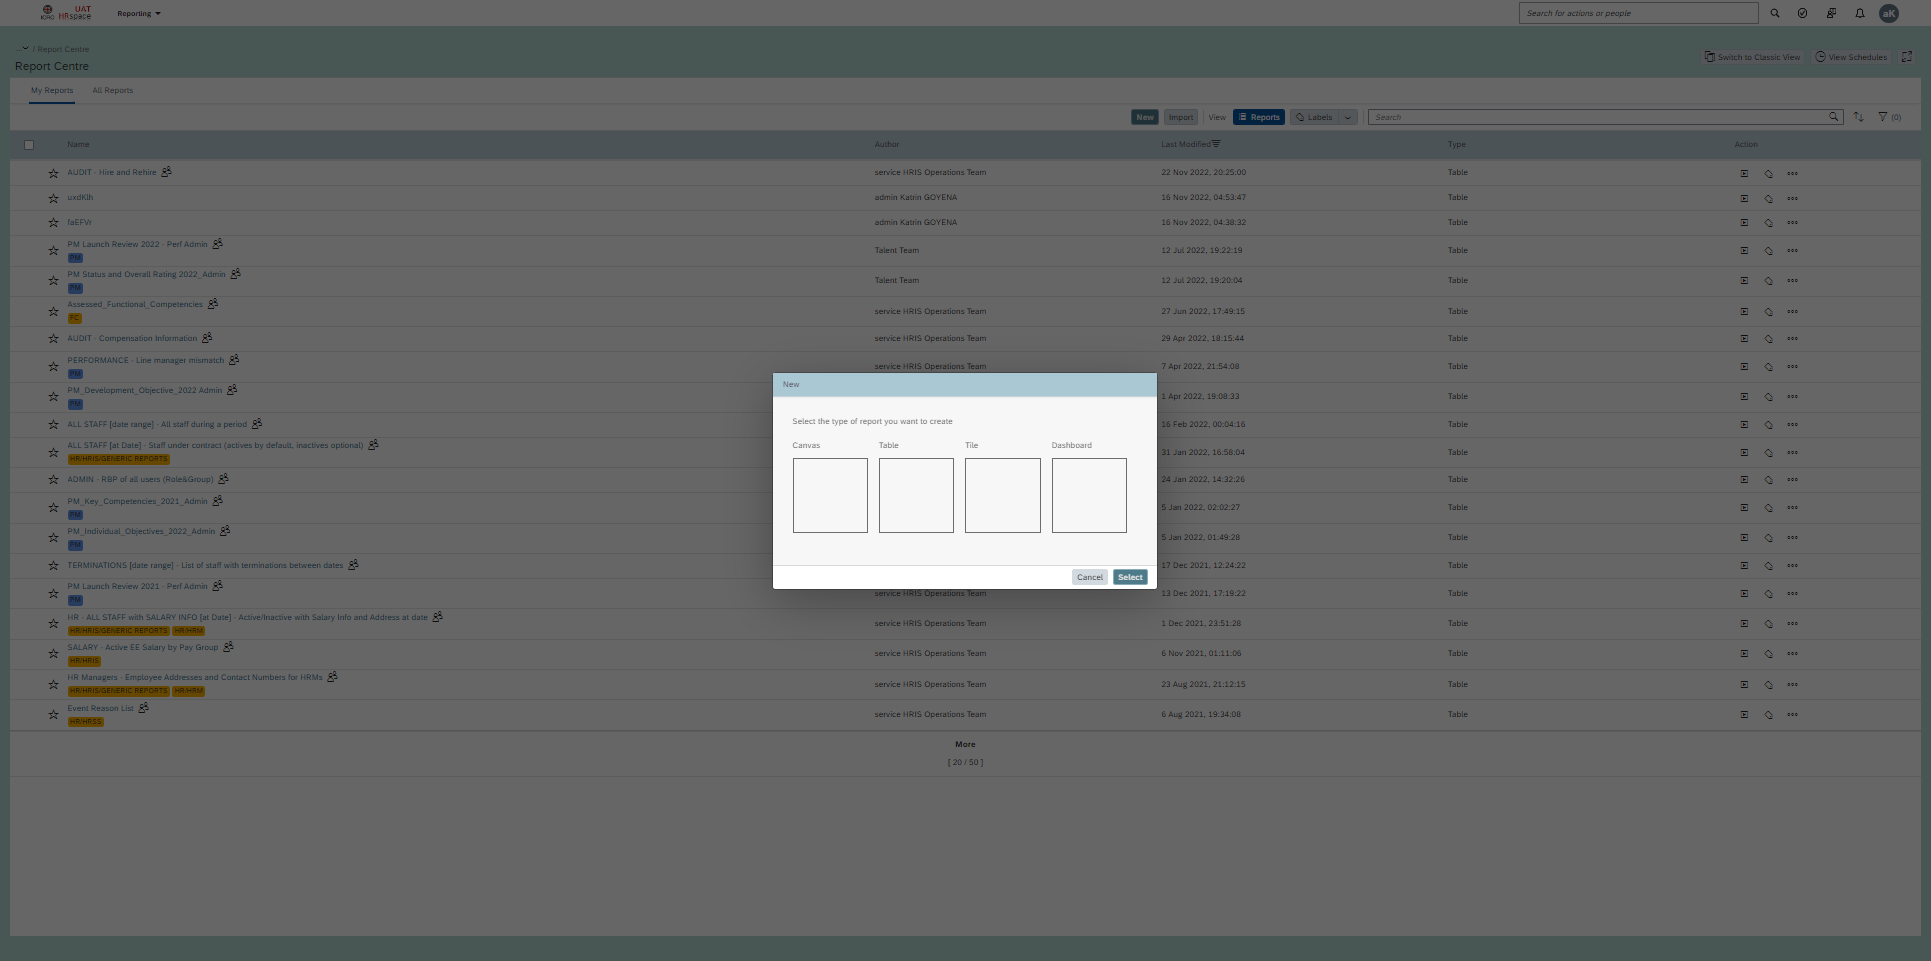 UAT
ICRC HRspace
Reporting
Search for actions or people
aK
... / Report Centre
Report Centre
Switch to Classic View
View Schedules
My Reports
All Reports
New
Import
View
Reports
Labels
Search
(0)
Name Author Last Modified Type Action
AUDIT - Hire and Rehire service HRIS Operations Team 22 Nov 2022, 20:25:00 Table
uxdKlh admin Katrin GOYENA 16 Nov 2022, 04:53:47 Table
faEFVr admin Katrin GOYENA 16 Nov 2022, 04:38:32 Table
PM Launch Review 2022 - Perf Admin Talent Team 12 Jul 2022, 19:22:19 Table
PM
PM Status and Overall Rating 2022_Admin Talent Team 12 Jul 2022, 19:20:04 Table
PM
Assessed_Functional_Competencies service HRIS Operations Team 27 Jun 2022, 17:49:15 Table
FC
AUDIT - Compensation Information service HRIS Operations Team 29 Apr 2022, 18:15:44 Table
PERFORMANCE - Line manager mismatch service HRIS Operations Team 7 Apr 2022, 21:54:08 Table
PM
PM_Development_Objective_2022 Admin 1 Apr 2022, 19:08:33 Table
PM
ALL STAFF [date range] - All staff during a period 16 Feb 2022, 00:04:16 Table
ALL STAFF [at Date] - Staff under contract (actives by default, inactives optional) 31 Jan 2022, 16:58:04 Table
HR/HRIS/GENERIC REPORTS
ADMIN - RBP of all users (Role&Group) 24 Jan 2022, 14:32:26 Table
PM_Key_Competencies_2021_Admin 5 Jan 2022, 02:02:27 Table
PM
PM_Individual_Objectives_2022_Admin 5 Jan 2022, 01:49:28 Table
PM
TERMINATIONS [date range] - List of staff with terminations between dates 17 Dec 2021, 12:24:22 Table
PM Launch Review 2021 - Perf Admin service HRIS Operations Team 13 Dec 2021, 17:19:22 Table
PM
HR - ALL STAFF with SALARY INFO [at Date] - Active/Inactive with Salary Info and Address at date service HRIS Operations Team 1 Dec 2021, 23:51:28 Table
HR/HRIS/GENERIC REPORTS HR/HRM
SALARY - Active EE Salary by Pay Group service HRIS Operations Team 6 Nov 2021, 01:11:06 Table
HR/HRIS
HR Managers - Employee Addresses and Contact Numbers for HRMs service HRIS Operations Team 23 Aug 2021, 21:12:15 Table
HR/HRIS/GENERIC REPORTS HR/HRM
Event Reason List service HRIS Operations Team 6 Aug 2021, 19:34:08 Table
HR/HRSS
More
[ 20 / 50 ]
New
Select the type of report you want to create
Canvas Table Tile Dashboard
Cancel Select